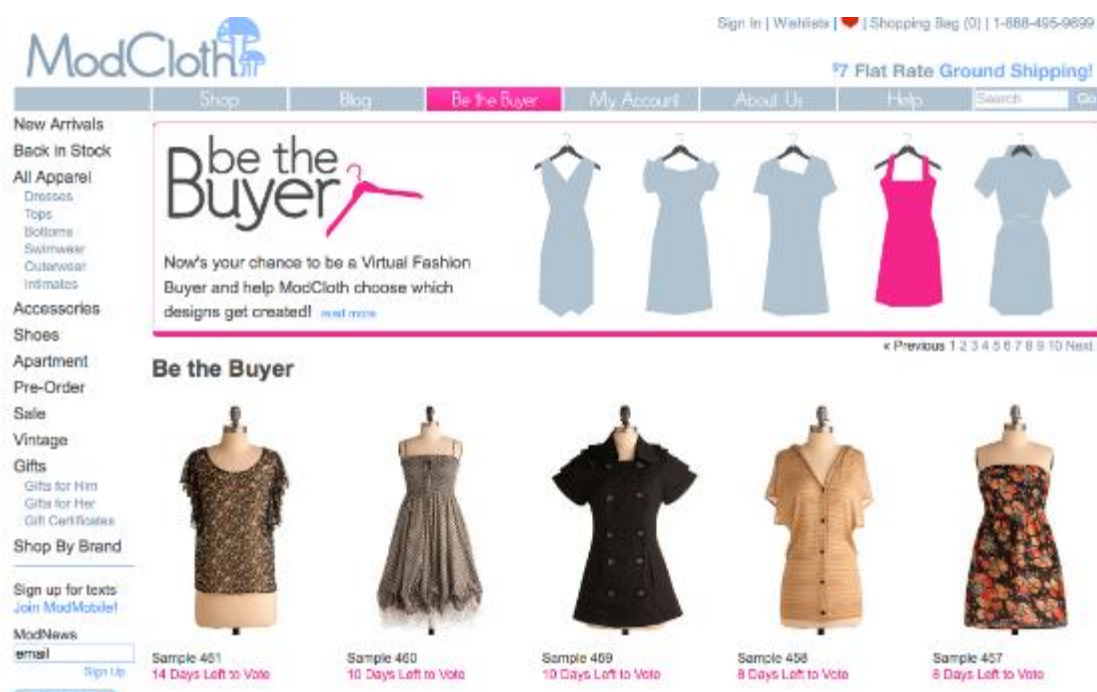 Sign In | Wishlists | | Shopping Bag (0) | 1-888-495-9699
ModCloth
$7 Flat Rate Ground Shipping!
Shop
Blog
Be the Buyer
My Account
About Us
Help
Search
Go
New Arrivals
Back in Stock
All Apparel
Dresses
Tops
Bottoms
Swimwear
Outerwear
Intimates
Accessories
Shoes
Apartment
Pre-Order
Sale
Vintage
Gifts
Gifts for Him
Gifts for Her
Gift Certificates
Shop By Brand
Sign up for texts
Join ModMobile!
ModNews
email
Sign Up
be the
Buyer
Now's your chance to be a Virtual Fashion
Buyer and help ModCloth choose which
designs get created! read more
« Previous 1 2 3 4 5 6 7 8 9 10 Next
Be the Buyer
Sample 461
14 Days Left to Vote
Sample 460
10 Days Left to Vote
Sample 469
10 Days Left to Vote
Sample 458
8 Days Left to Vote
Sample 457
8 Days Left to Vote